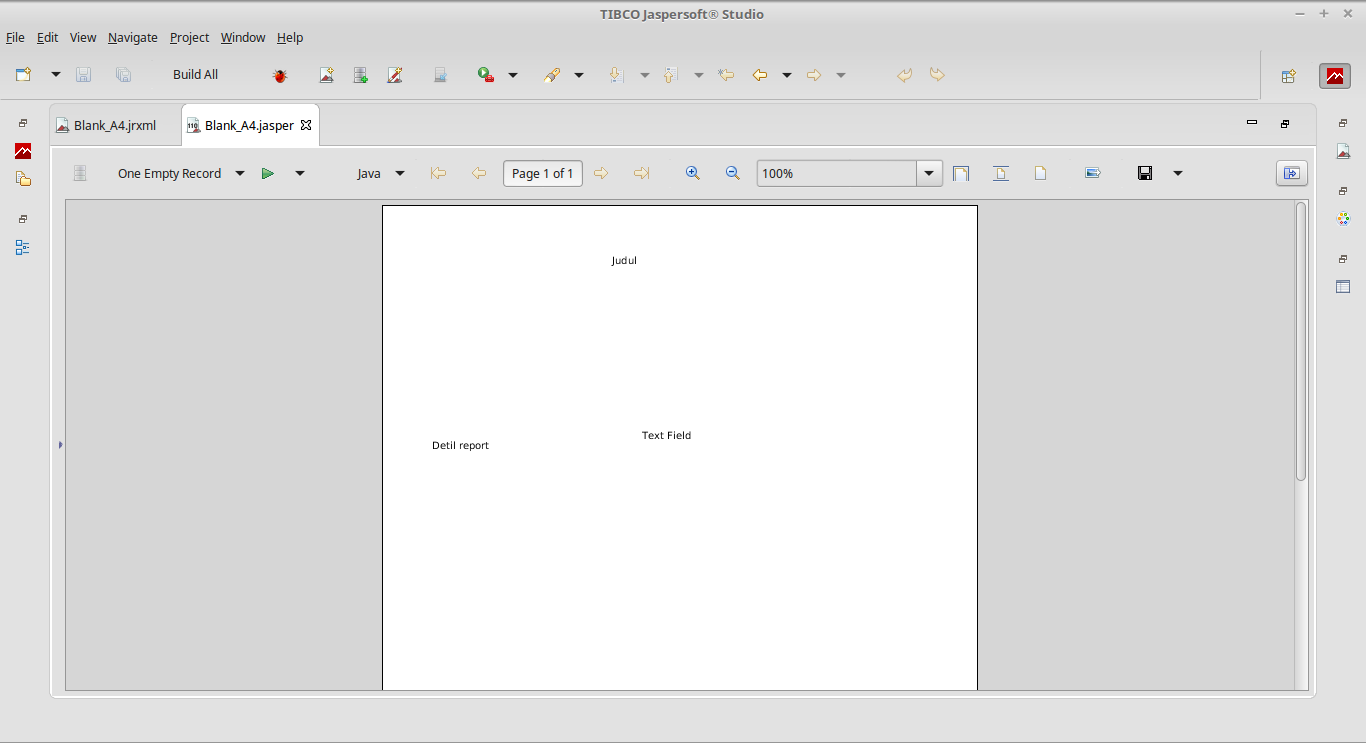 TIBCO Jaspersoft® Studio
File Edit View Navigate Project Window Help
Build All
Blank_A4.jrxml Blank_A4.jasper
One Empty Record Java Page 1 of 1 100%
Judul
Text Field
Detil report